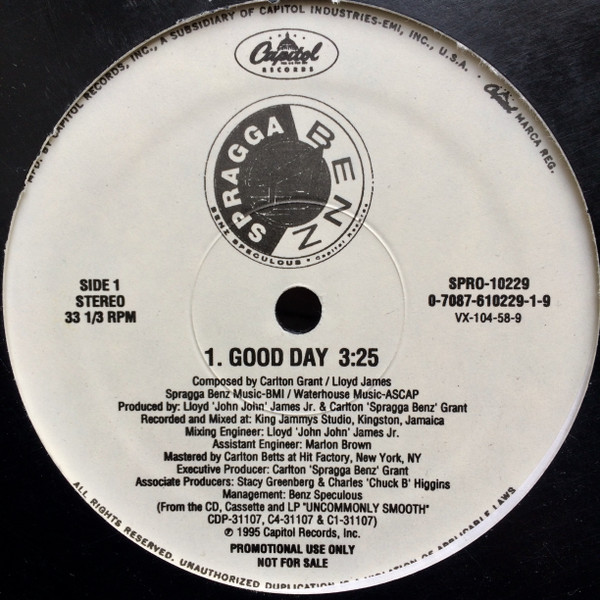 MFD. BY CAPITOL RECORDS, INC., A SUBSIDIARY OF CAPITOL INDUSTRIES-EMI, INC., U.S.A. · Capitol MARCA REG.
Capitol
RECORDS
SPRAGGA BENZ
BENZ SPECULOUS • Capitol Records
SIDE 1
STEREO
33 1/3 RPM
SPRO-10229
0-7087-610229-1-9
VX-104-58-9
1. GOOD DAY 3:25
Composed by Carlton Grant / Lloyd James
Spragga Benz Music-BMI / Waterhouse Music-ASCAP
Produced by: Lloyd 'John John' James Jr. & Carlton 'Spragga Benz' Grant
Recorded and Mixed at: King Jammys Studio, Kingston, Jamaica
Mixing Engineer: Lloyd 'John John' James Jr.
Assistant Engineer: Marlon Brown
Mastered by Carlton Betts at Hit Factory, New York, NY
Executive Producer: Carlton 'Spragga Benz' Grant
Associate Producers: Stacy Greenberg & Charles 'Chuck B' Higgins
Management: Benz Speculous
(From the CD, Cassette and LP "UNCOMMONLY SMOOTH"
CDP-31107, C4-31107 & C1-31107)
℗ 1995 Capitol Records, Inc.
PROMOTIONAL USE ONLY
NOT FOR SALE
ALL RIGHTS RESERVED. UNAUTHORIZED DUPLICATION IS A VIOLATION OF APPLICABLE LAWS